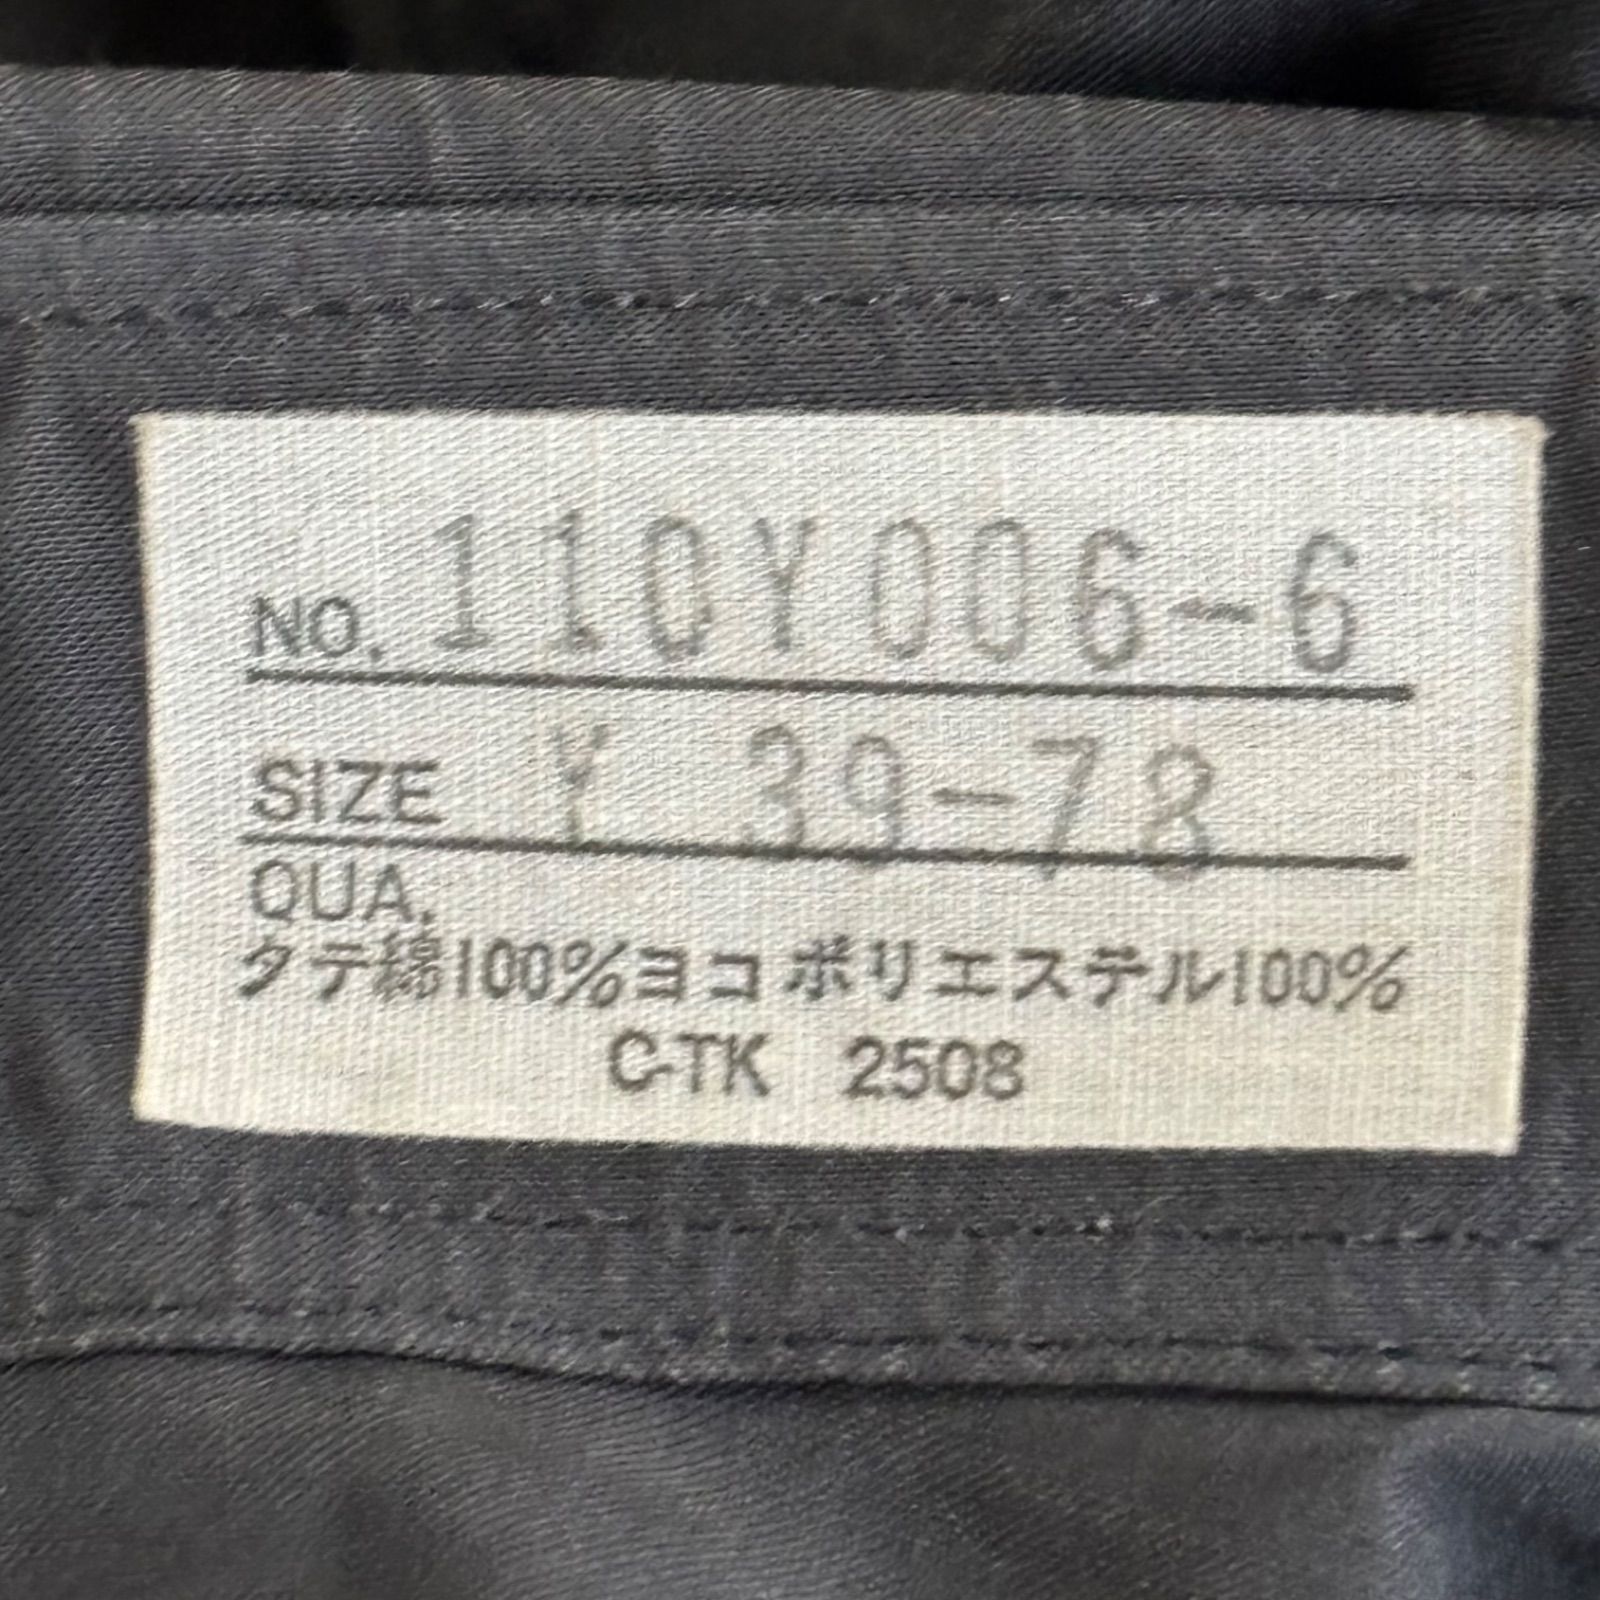 NO. 110Y006-6
SIZE Y 39-78
QUA.
タテ綿100%ヨコポリエステル100%
C-TK 2508